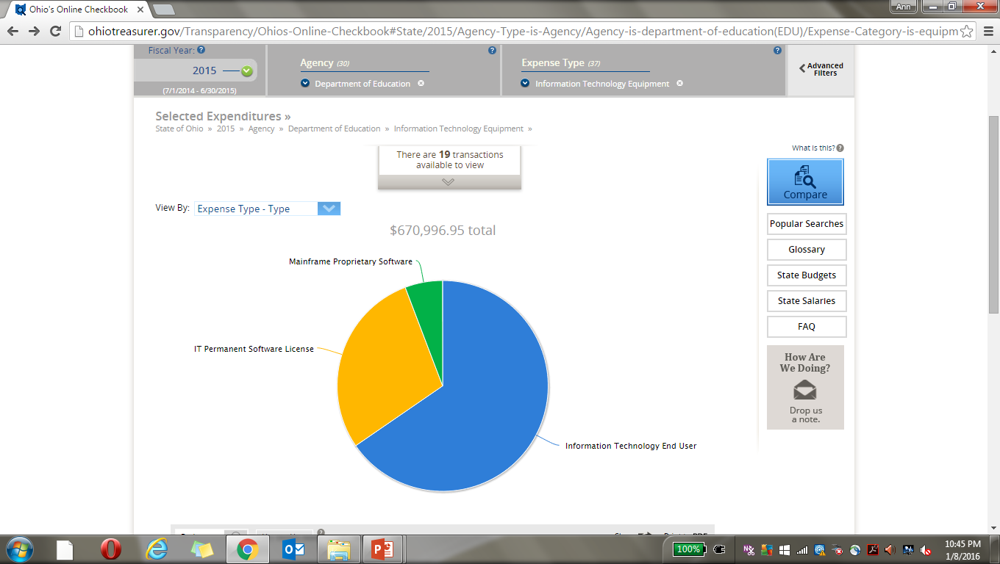 Ohio's Online Checkbook
Ann
ohiotreasurer.gov/Transparency/Ohios-Online-Checkbook#State/2015/Agency-Type-is-Agency/Agency-is-department-of-education(EDU)/Expense-Category-is-equipm
Fiscal Year: ?
2015
(7/1/2014 - 6/30/2015)
Agency (30)
?
Department of Education
Expense Type (37)
?
Information Technology Equipment
Advanced
Filters
Selected Expenditures »
State of Ohio » 2015 » Agency » Department of Education » Information Technology Equipment »
There are 19 transactions
available to view
What is this? ?
Compare
View By: Expense Type - Type
Popular Searches
Glossary
State Budgets
State Salaries
FAQ
How Are
We Doing?
Drop us
a note.
$670,996.95 total
Mainframe Proprietary Software
IT Permanent Software License
Information Technology End User
100%
10:45 PM
1/8/2016